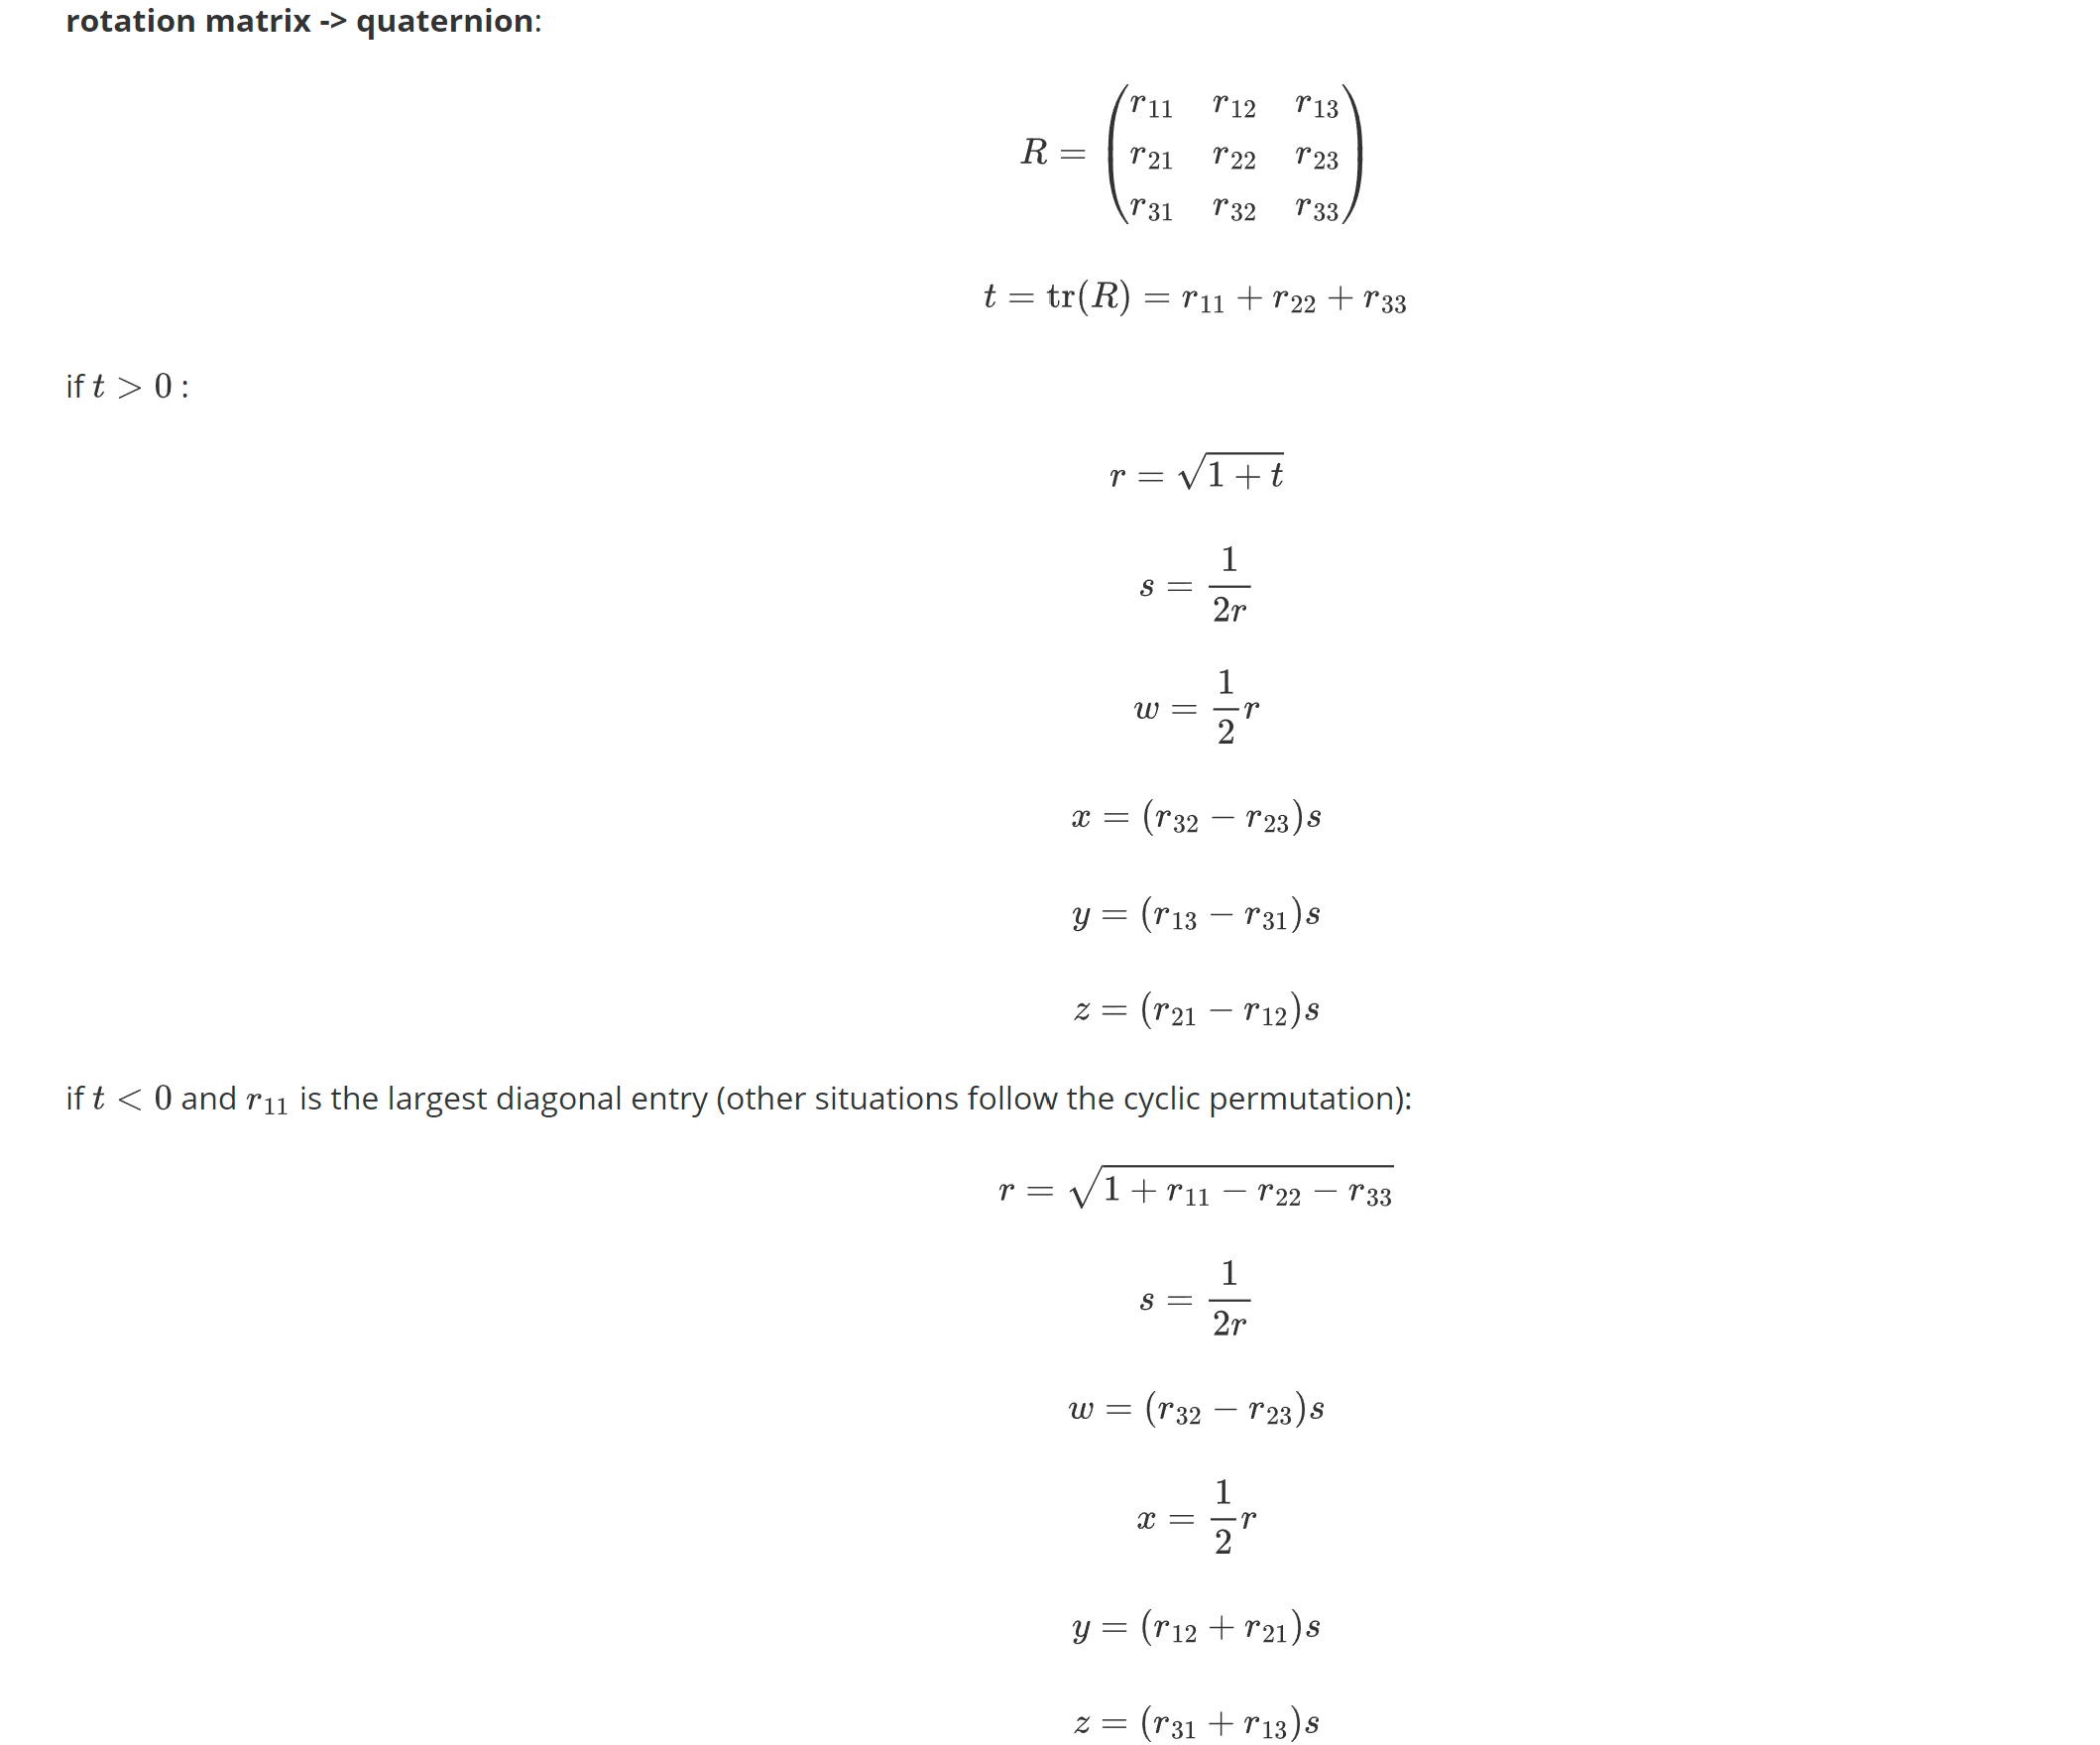 rotation matrix -> quaternion:
R = \begin{pmatrix} r_{11} & r_{12} & r_{13} \\ r_{21} & r_{22} & r_{23} \\ r_{31} & r_{32} & r_{33} \end{pmatrix}
t = \text{tr}(R) = r_{11} + r_{22} + r_{33}
if t > 0 :
r = \sqrt{1 + t}
s = \frac{1}{2r}
w = \frac{1}{2} r
x = (r_{32} - r_{23})s
y = (r_{13} - r_{31})s
z = (r_{21} - r_{12})s
if t < 0 and r_{11} is the largest diagonal entry (other situations follow the cyclic permutation):
r = \sqrt{1 + r_{11} - r_{22} - r_{33}}
s = \frac{1}{2r}
w = (r_{32} - r_{23})s
x = \frac{1}{2} r
y = (r_{12} + r_{21})s
z = (r_{31} + r_{13})s